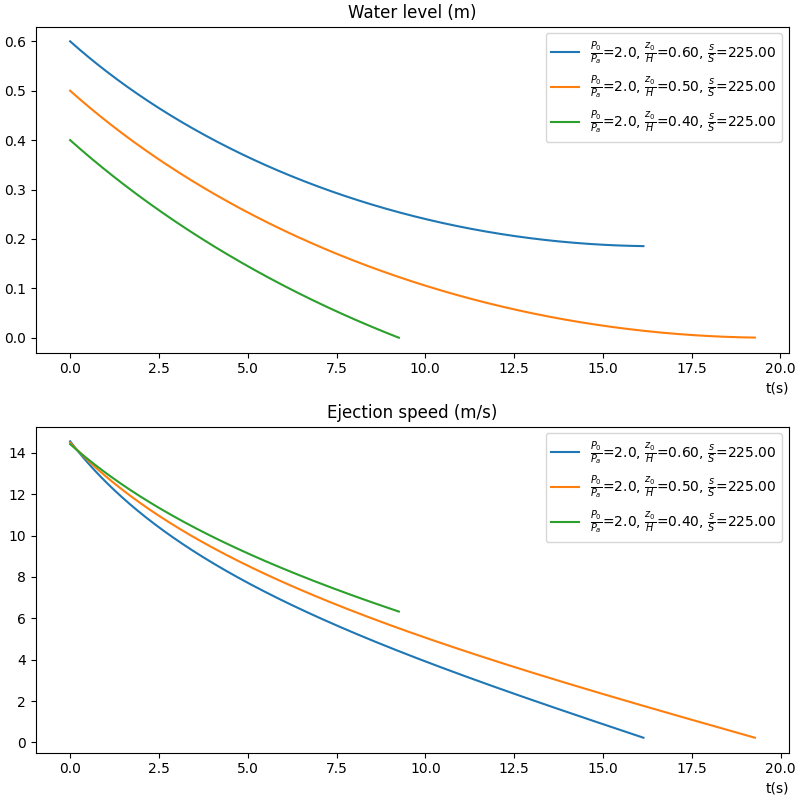 Water level (m)
P₀/Pₐ=2.0, z₀/H=0.60, s/S=225.00
P₀/Pₐ=2.0, z₀/H=0.50, s/S=225.00
P₀/Pₐ=2.0, z₀/H=0.40, s/S=225.00
0.6
0.5
0.4
0.3
0.2
0.1
0.0
0.0 2.5 5.0 7.5 10.0 12.5 15.0 17.5 20.0
t(s)
Ejection speed (m/s)
P₀/Pₐ=2.0, z₀/H=0.60, s/S=225.00
P₀/Pₐ=2.0, z₀/H=0.50, s/S=225.00
P₀/Pₐ=2.0, z₀/H=0.40, s/S=225.00
14
12
10
8
6
4
2
0
0.0 2.5 5.0 7.5 10.0 12.5 15.0 17.5 20.0
t(s)